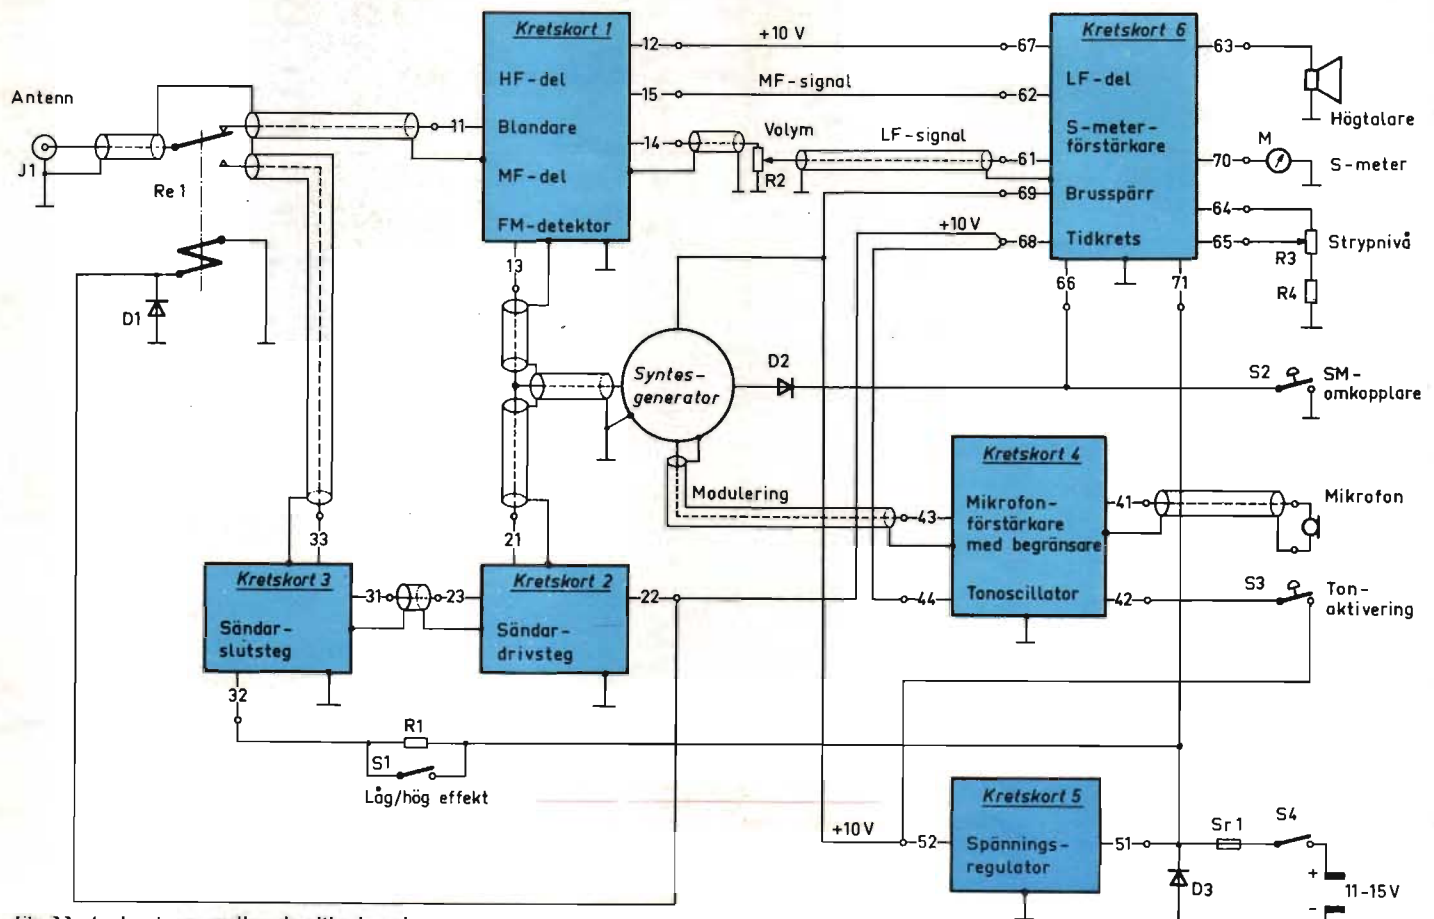 Kretskort 1
HF-del
Blandare
MF-del
FM-detektor
12
+10 V
67
15
MF-signal
62
14
Volym
R2
LF-signal
61
69
+10 V
68
11
13
Antenn
J1
Re 1
D1
Kretskort 6
LF-del
S-meter-
förstärkare
Brusspärr
Tidkrets
63
Högtalare
70
M
S-meter
64
65
Strypnivå
R3
R4
66
71
Syntes-
generator
D2
S2
SM-
omkopplare
Modulering
43
44
Kretskort 4
Mikrofon-
förstärkare
med begränsare
Tonoscillator
41
Mikrofon
42
S3
Ton-
aktivering
33
21
Kretskort 3
Sändar-
slutsteg
31
23
32
Kretskort 2
Sändar-
drivsteg
22
R1
S1
Låg/hög effekt
+10 V
52
Kretskort 5
Spännings-
regulator
51
Sr 1
S4
D3
+
11-15 V
-